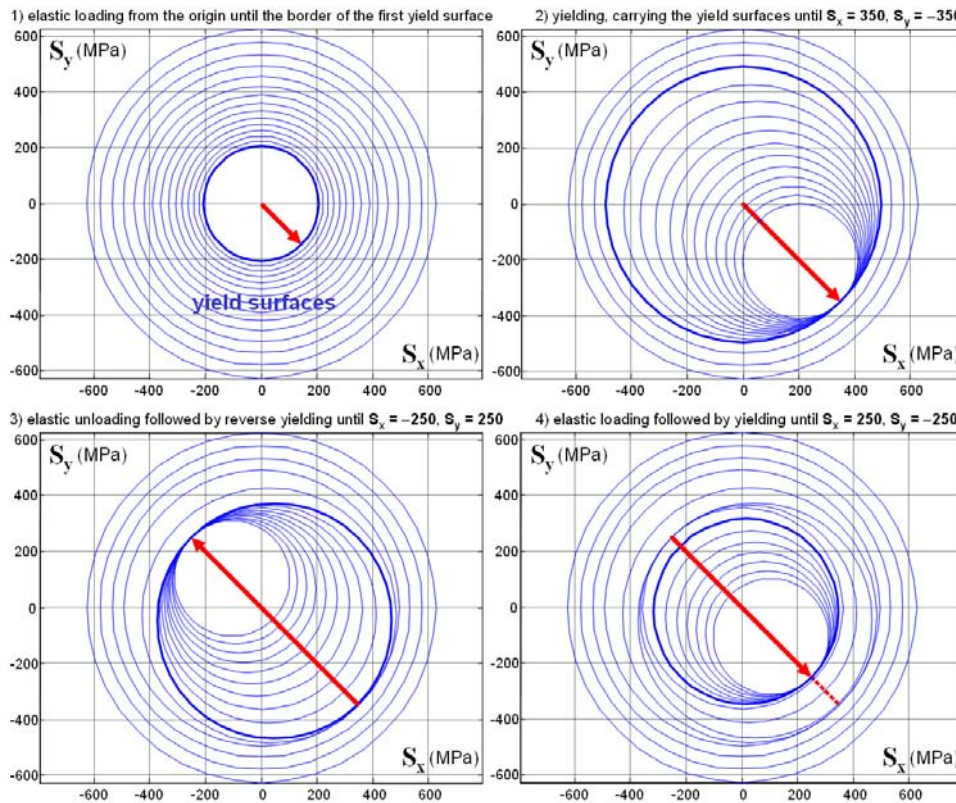 1) elastic loading from the origin until the border of the first yield surface
600
Sy (MPa)
400
200
0
-200
yield surfaces
-400
Sx (MPa)
-600
-600 -400 -200 0 200 400 600
2) yielding, carrying the yield surfaces until Sx = 350, Sy = −350
600
Sy (MPa)
400
200
0
-200
-400
Sx (MPa)
-600
-600 -400 -200 0 200 400 600
3) elastic unloading followed by reverse yielding until Sx = −250, Sy = 250
600
Sy (MPa)
400
200
0
-200
-400
Sx (MPa)
-600
-600 -400 -200 0 200 400 600
4) elastic loading followed by yielding until Sx = 250, Sy = −250
600
Sy (MPa)
400
200
0
-200
-400
Sx (MPa)
-600
-600 -400 -200 0 200 400 600